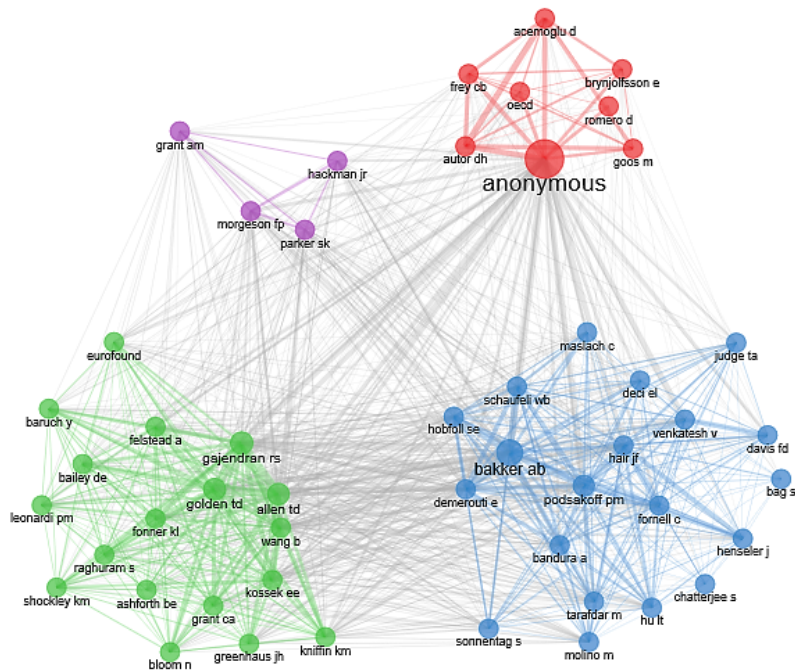 acemoglu d
frey cb
brynjolfsson e
oecd
romero d
grant am
autor dh
goos m
hackman jr
anonymous
morgeson fp
parker sk
eurofound
maslach c
judge ta
schaufeli wb
deci el
baruch y
felstead a
hobfoll se
venkatesh v
davis fd
gajendran rs
hair jf
bakker ab
bailey de
golden td
allen td
demerouti e
podsakoff pm
bag s
leonardi pm
fonner kl
wang b
fornell c
henseler j
raghuram s
bandura a
shockley km
ashforth be
kossek ee
chatterjee s
grant ca
tarafdar m
hu lt
bloom n
greenhaus jh
kniffin km
sonnentag s
molino m